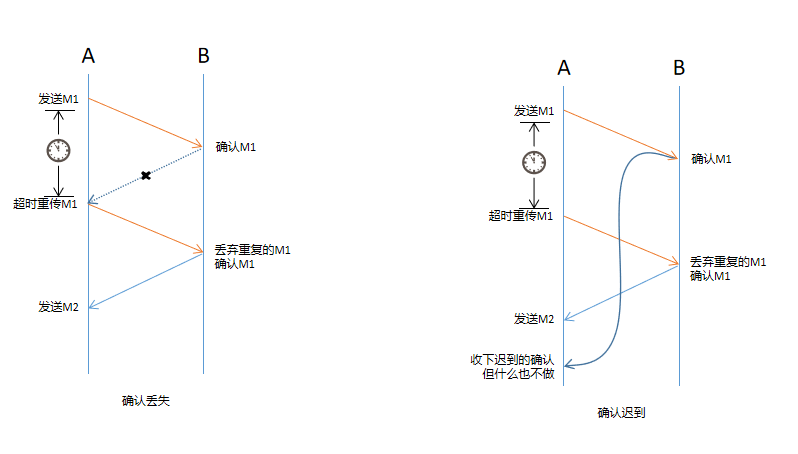 A
B
发送M1
确认M1
超时重传M1
丢弃重复的M1
确认M1
发送M2
确认丢失
A
B
发送M1
确认M1
超时重传M1
丢弃重复的M1
确认M1
发送M2
收下迟到的确认
但什么也不做
确认迟到